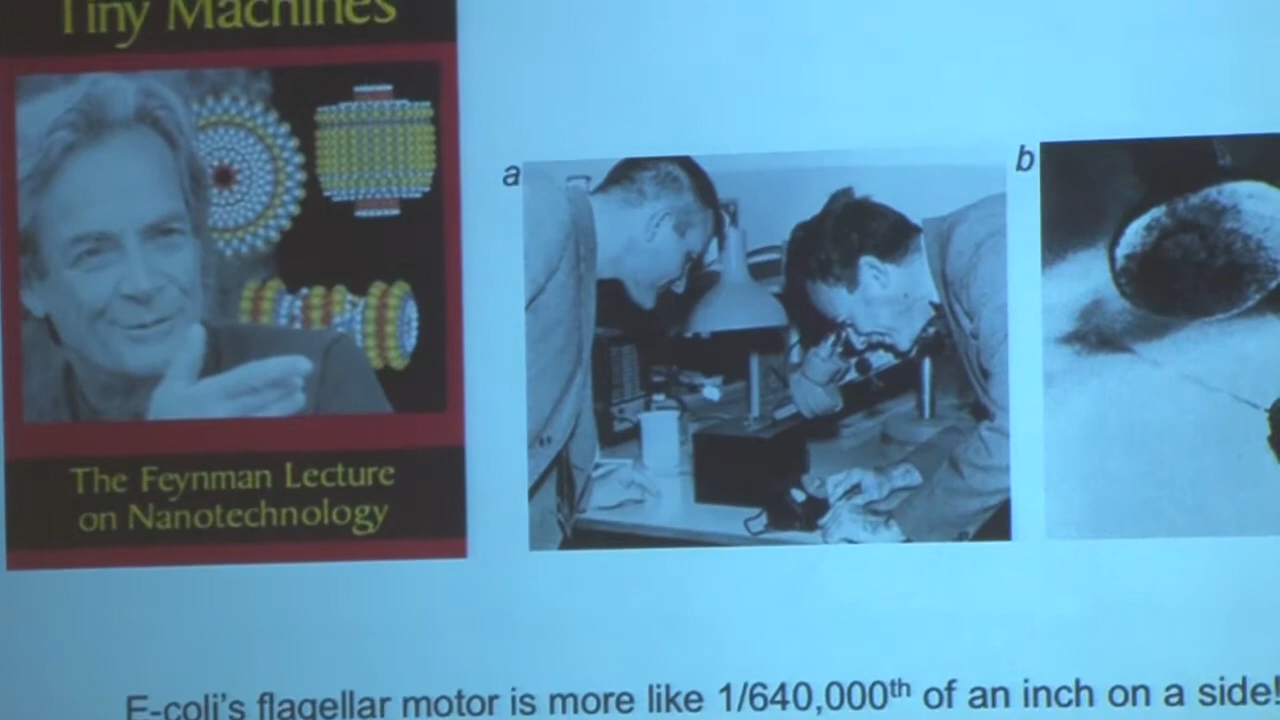 Tiny Machines
The Feynman Lecture
on Nanotechnology
a
b
E-coli's flagellar motor is more like 1/640,000th of an inch on a side!